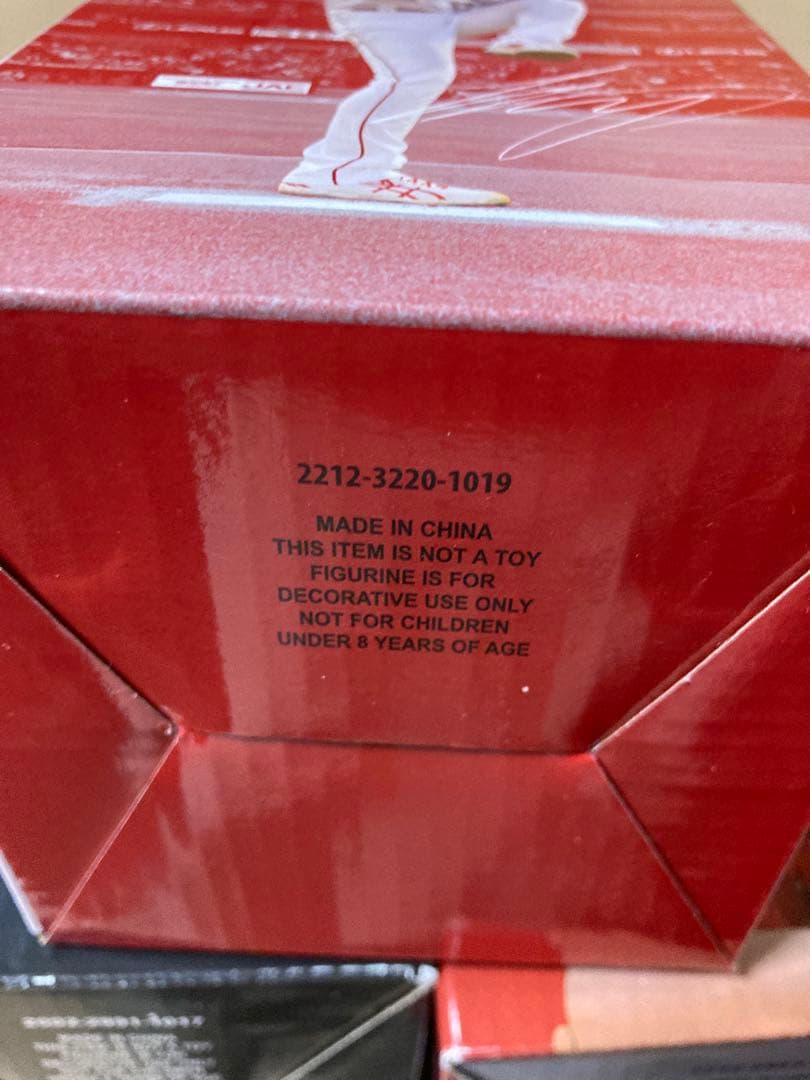 2212-3220-1019
MADE IN CHINA
THIS ITEM IS NOT A TOY
FIGURINE IS FOR
DECORATIVE USE ONLY
NOT FOR CHILDREN
UNDER 8 YEARS OF AGE